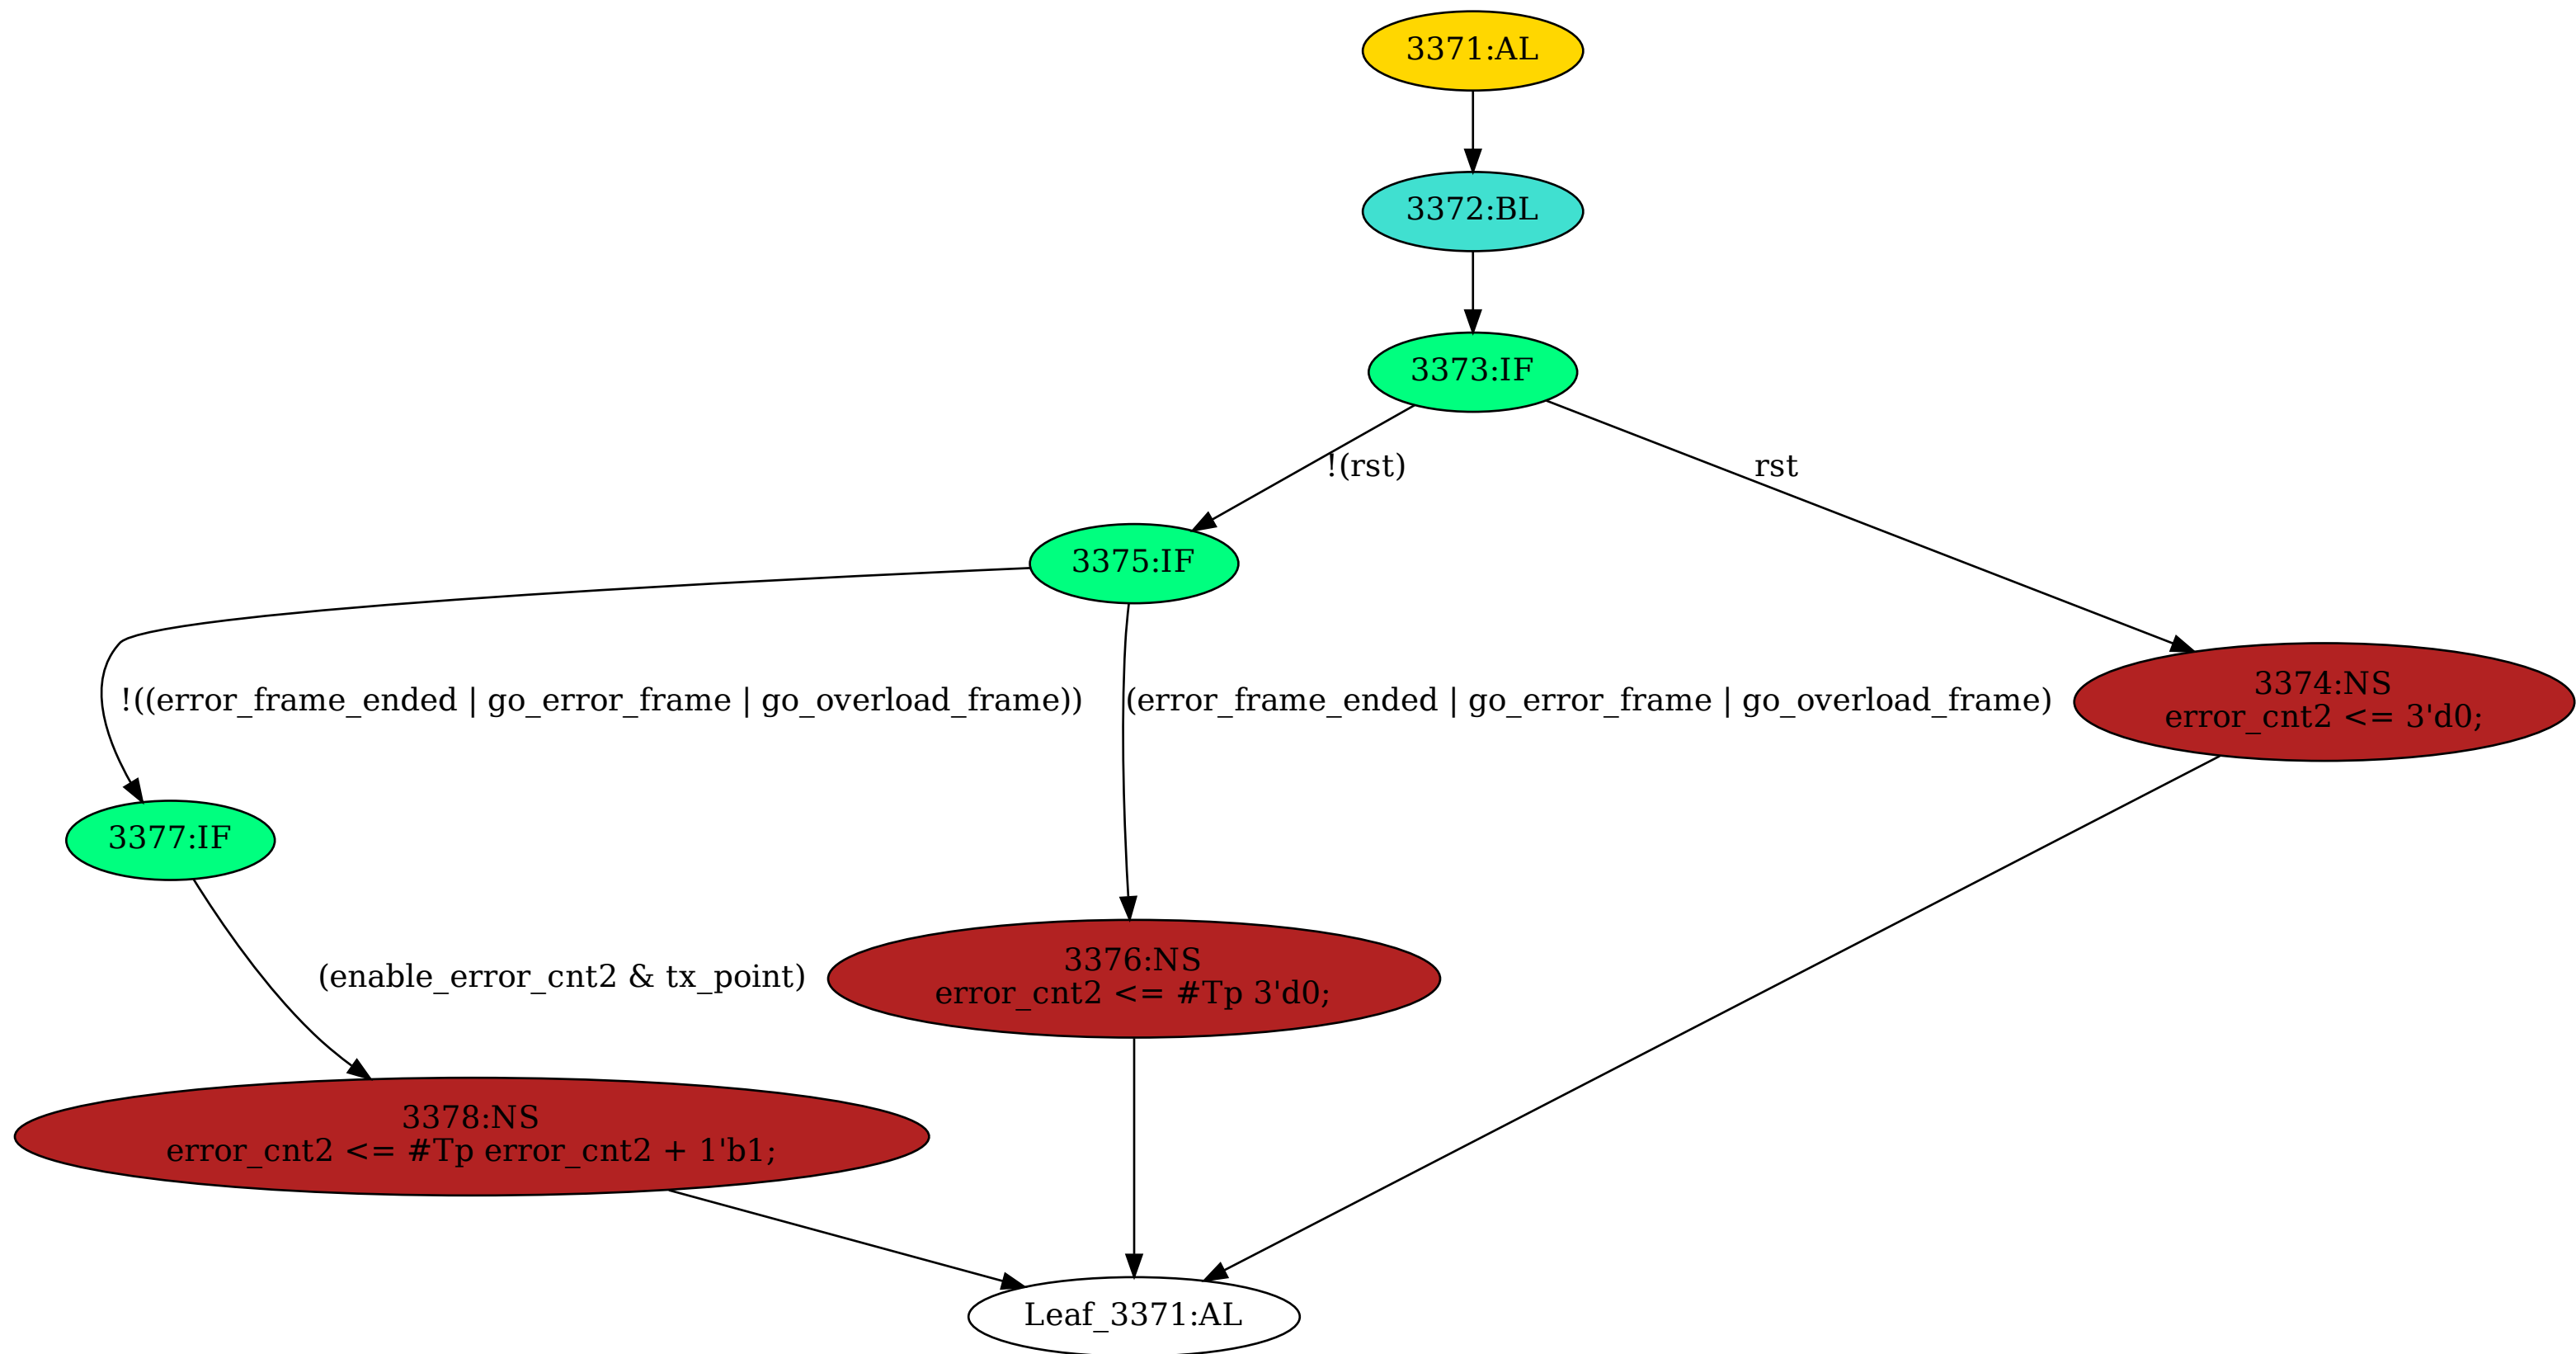 3371:AL
3372:BL
3373:IF
!(rst)
rst
3375:IF
!((error_frame_ended | go_error_frame | go_overload_frame))
(error_frame_ended | go_error_frame | go_overload_frame)
3374:NS
error_cnt2 <= 3'd0;
3377:IF
(enable_error_cnt2 & tx_point)
3376:NS
error_cnt2 <= #Tp 3'd0;
3378:NS
error_cnt2 <= #Tp error_cnt2 + 1'b1;
Leaf_3371:AL